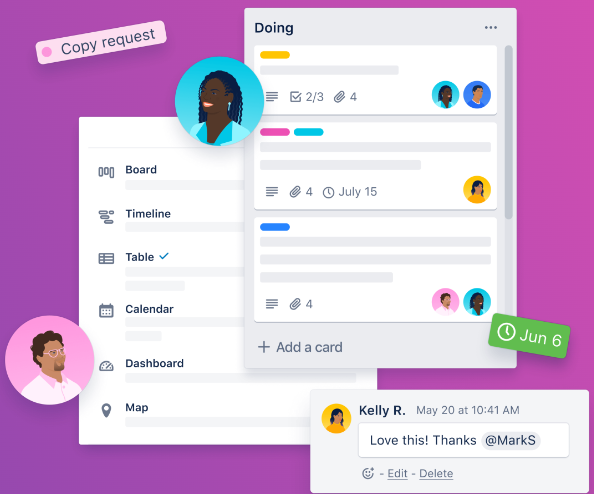 Copy request
Doing
2/3 4
4 July 15
4
+ Add a card
Board
Timeline
Table
Calendar
Dashboard
Map
Jun 6
Kelly R. May 20 at 10:41 AM
Love this! Thanks @MarkS
- Edit - Delete